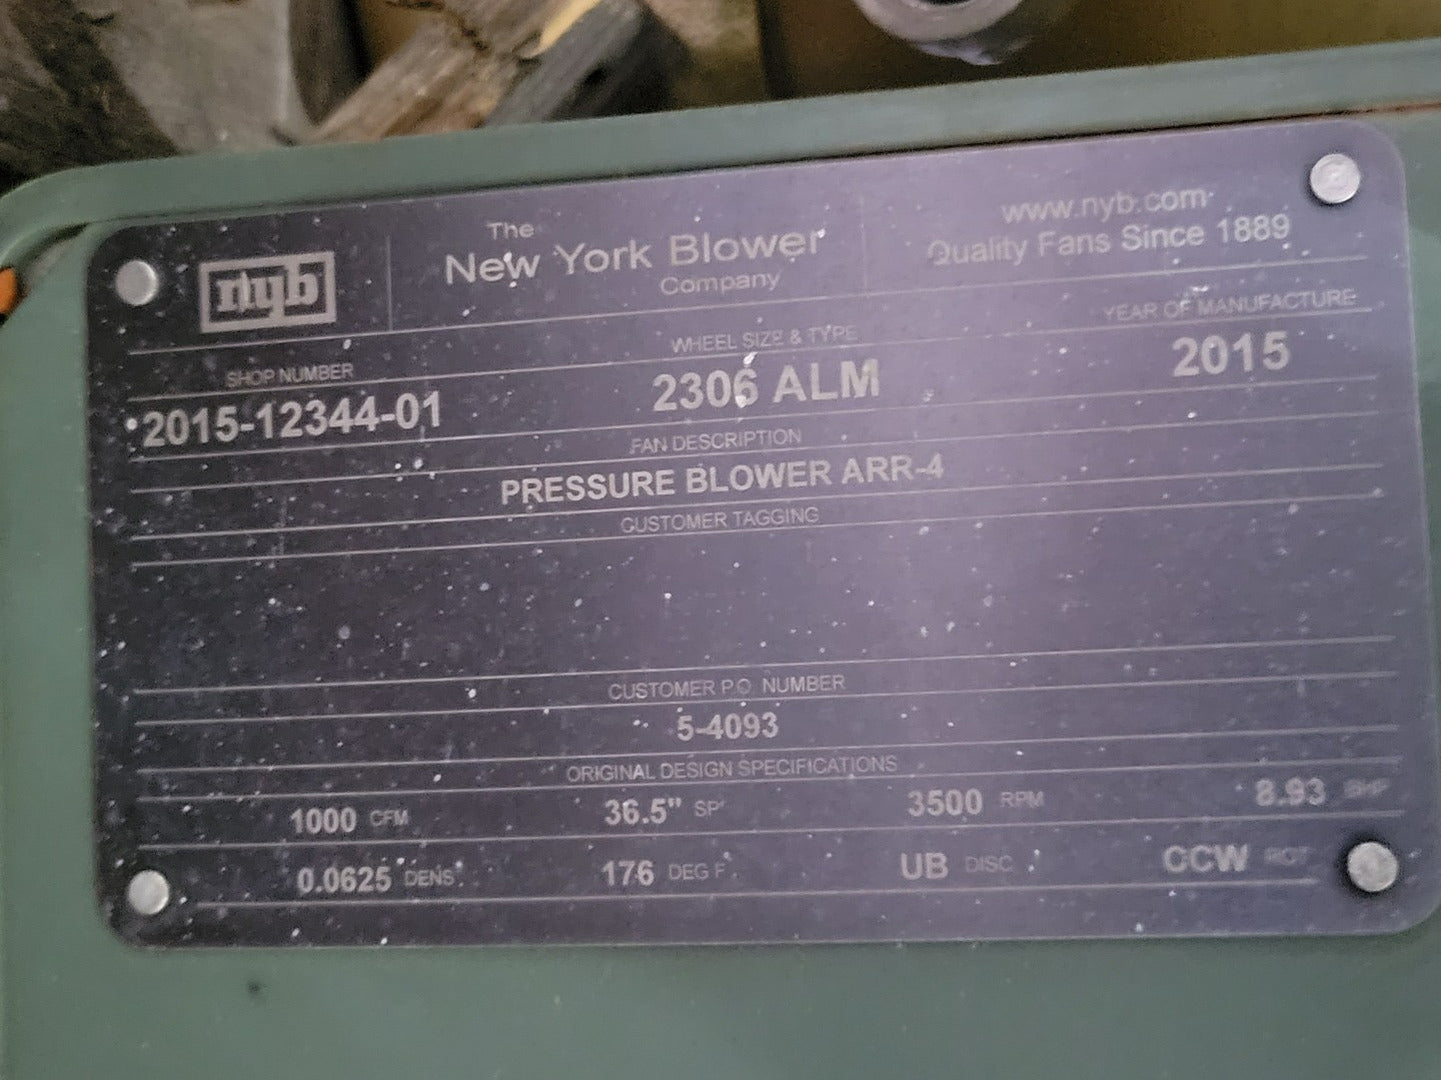 nyb
The
New York Blower
Company
www.nyb.com
Quality Fans Since 1889
SHOP NUMBER
2015-12344-01
WHEEL SIZE & TYPE
2306 ALM
YEAR OF MANUFACTURE
2015
FAN DESCRIPTION
PRESSURE BLOWER ARR-4
CUSTOMER TAGGING
CUSTOMER P.O. NUMBER
5-4093
ORIGINAL DESIGN SPECIFICATIONS
1000 CFM 36.5" SP 3500 RPM 8.93 BHP
0.0625 DENS. 176 DEG F. UB DISC CCW ROT